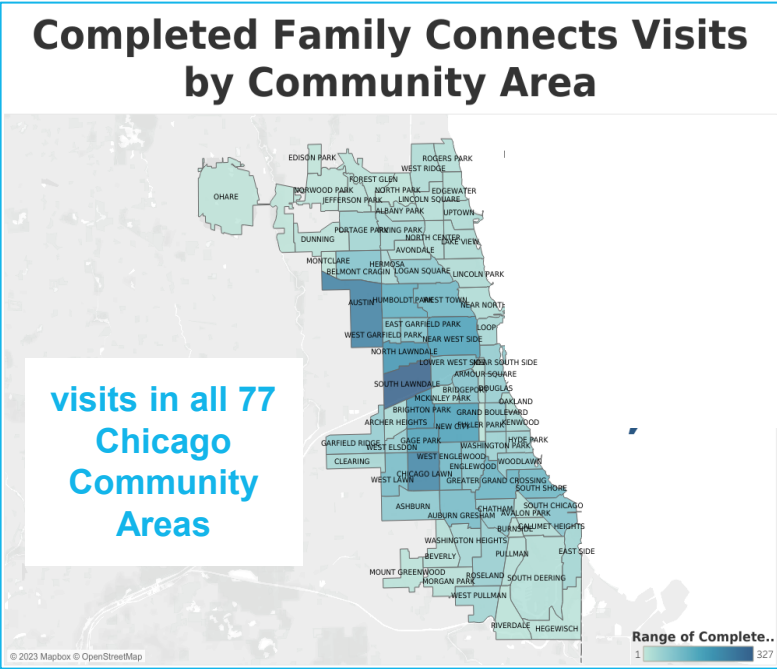 Completed Family Connects Visits
by Community Area
EDISON PARK
ROGERS PARK
WEST RIDGE
FOREST GLEN
OHARE
NORWOOD PARK
NORTH PARK
EDGEWATER
JEFFERSON PARK
LINCOLN SQUARE
ALBANY PARK
UPTOWN
PORTAGE PARK
IRVING PARK
DUNNING
NORTH CENTER
LAKE VIEW
AVONDALE
MONTCLARE
HERMOSA
BELMONT CRAGIN
LOGAN SQUARE
LINCOLN PARK
AUSTIN
HUMBOLDT PARK
WEST TOWN
NEAR NORTH
EAST GARFIELD PARK
LOOP
WEST GARFIELD PARK
NEAR WEST SIDE
NORTH LAWNDALE
LOWER WEST SIDE
NEAR SOUTH SIDE
ARMOUR SQUARE
SOUTH LAWNDALE
BRIDGEPORT
DOUGLAS
MCKINLEY PARK
OAKLAND
BRIGHTON PARK
GRAND BOULEVARD
ARCHER HEIGHTS
NEW CITY
FULLER PARK
KENWOOD
GARFIELD RIDGE
GAGE PARK
HYDE PARK
WEST ELSDON
WASHINGTON PARK
CLEARING
WEST ENGLEWOOD
WOODLAWN
ENGLEWOOD
CHICAGO LAWN
WEST LAWN
GREATER GRAND CROSSING
SOUTH SHORE
ASHBURN
CHATHAM
SOUTH CHICAGO
AUBURN GRESHAM
AVALON PARK
BURNSIDE
CALUMET HEIGHTS
WASHINGTON HEIGHTS
EAST SIDE
BEVERLY
PULLMAN
MOUNT GREENWOOD
MORGAN PARK
ROSELAND
SOUTH DEERING
WEST PULLMAN
RIVERDALE
HEGEWISCH
visits in all 77
Chicago
Community
Areas
Range of Complete..
1
327
© 2023 Mapbox © OpenStreetMap